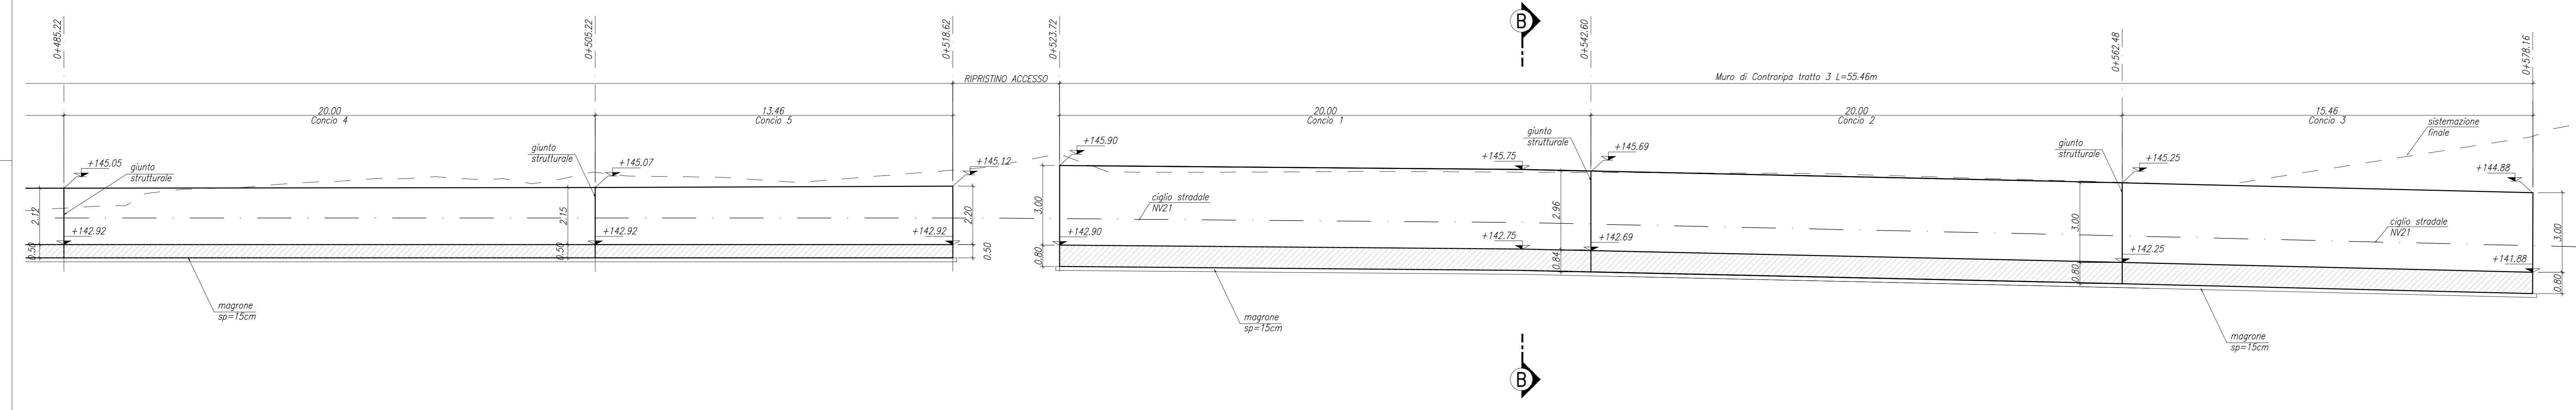 0+485.22
0+505.22
0+518.62
0+523.72
B
0+542.60
0+562.48
0+578.16
RIPRISTINO ACCESSO
Muro di Controripa tratto 3 L=55.46m
20.00
Concio 4
13.46
Concio 5
20.00
Concio 1
20.00
Concio 2
15.46
Concio 3
+145.05
giunto
strutturale
giunto
strutturale
+145.07
+145.12
+145.90
+145.75
giunto
strutturale
+145.69
giunto
strutturale
+145.25
sistemazione
finale
+144.88
2.12
2.15
2.20
3.00
ciglio stradale
NV21
2.96
3.00
ciglio stradale
NV21
3.00
+142.92
+142.92
+142.92
+142.90
+142.75
+142.69
+142.25
+141.88
0.50
0.50
0.50
0.80
0.84
0.80
0.80
magrone
sp=15cm
magrone
sp=15cm
magrone
sp=15cm
B